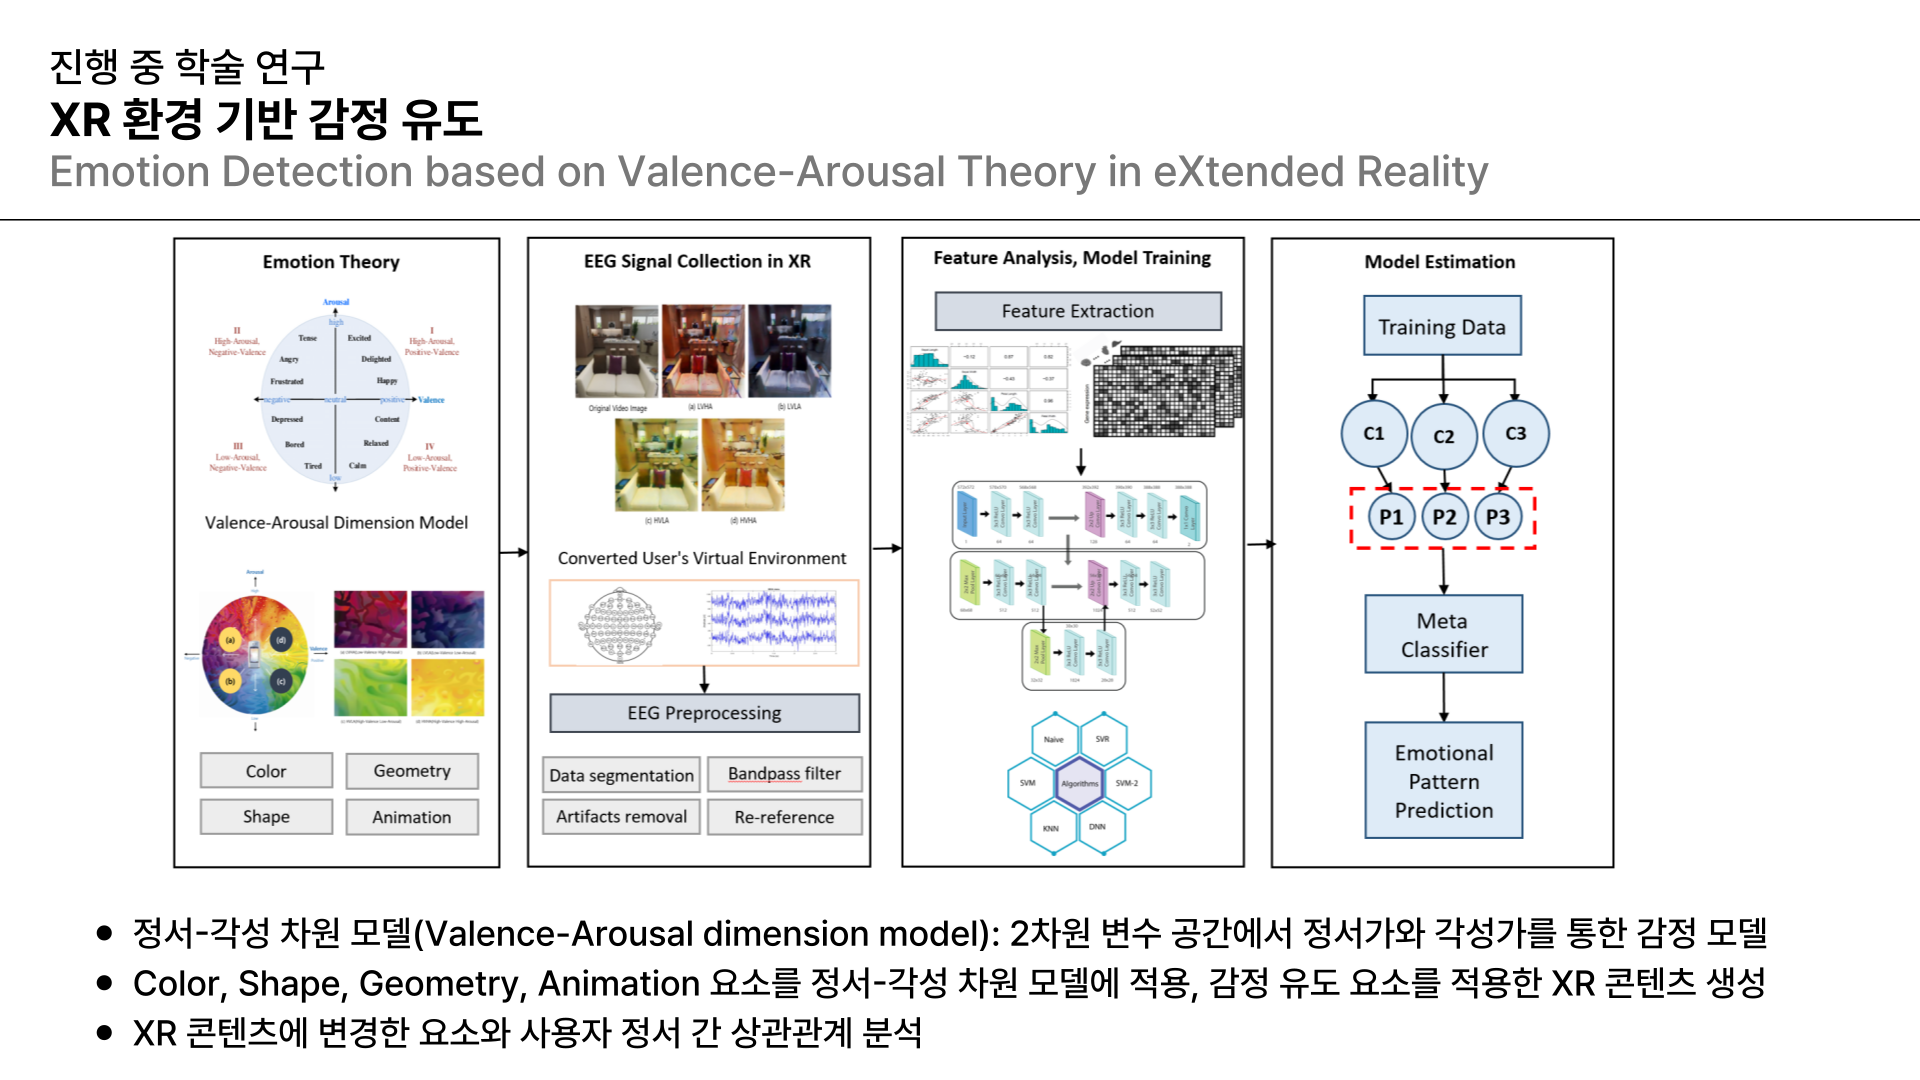 진행 중 학술 연구
XR 환경 기반 감정 유도
Emotion Detection based on Valence-Arousal Theory in eXtended Reality
Emotion Theory
Arousal
high
II
High-Arousal,
Negative-Valence
I
High-Arousal,
Positive-Valence
Tense
Excited
Angry
Delighted
Frustrated
Happy
negative
neutral
positive
Valence
Depressed
Content
Bored
Relaxed
Tired
Calm
III
Low-Arousal,
Negative-Valence
IV
Low-Arousal,
Positive-Valence
low
Valence-Arousal Dimension Model
Arousal
(a)
(d)
(b)
(c)
Valence
Color
Geometry
Shape
Animation
EEG Signal Collection in XR
Original Video Image
(a) LVHA
(b) LVLA
(c) HVLA
(d) HVHA
Converted User's Virtual Environment
EEG Preprocessing
Data segmentation
Bandpass filter
Artifacts removal
Re-reference
Feature Analysis, Model Training
Feature Extraction
Gene expression
Naive
SVR
SVM
Algorithms
SVM-2
KNN
DNN
Model Estimation
Training Data
C1
C2
C3
P1
P2
P3
Meta
Classifier
Emotional
Pattern
Prediction
● 정서-각성 차원 모델(Valence-Arousal dimension model): 2차원 변수 공간에서 정서가와 각성가를 통한 감정 모델
● Color, Shape, Geometry, Animation 요소를 정서-각성 차원 모델에 적용, 감정 유도 요소를 적용한 XR 콘텐츠 생성
● XR 콘텐츠에 변경한 요소와 사용자 정서 간 상관관계 분석